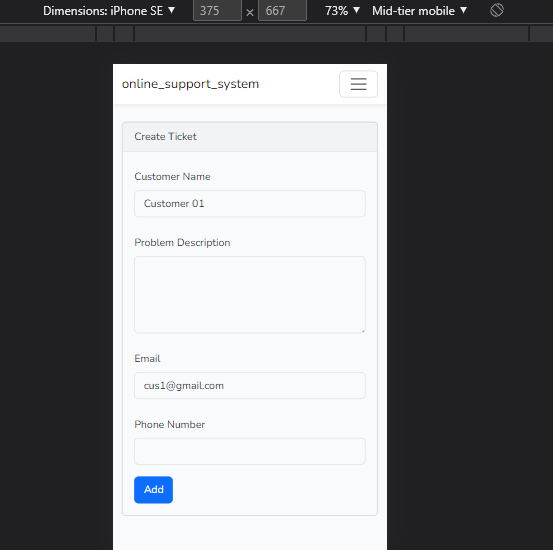 Dimensions: iPhone SE ▼ 375 × 667 73% ▼ Mid-tier mobile ▼
online_support_system
Create Ticket
Customer Name
Customer 01
Problem Description
Email
cus1@gmail.com
Phone Number
Add